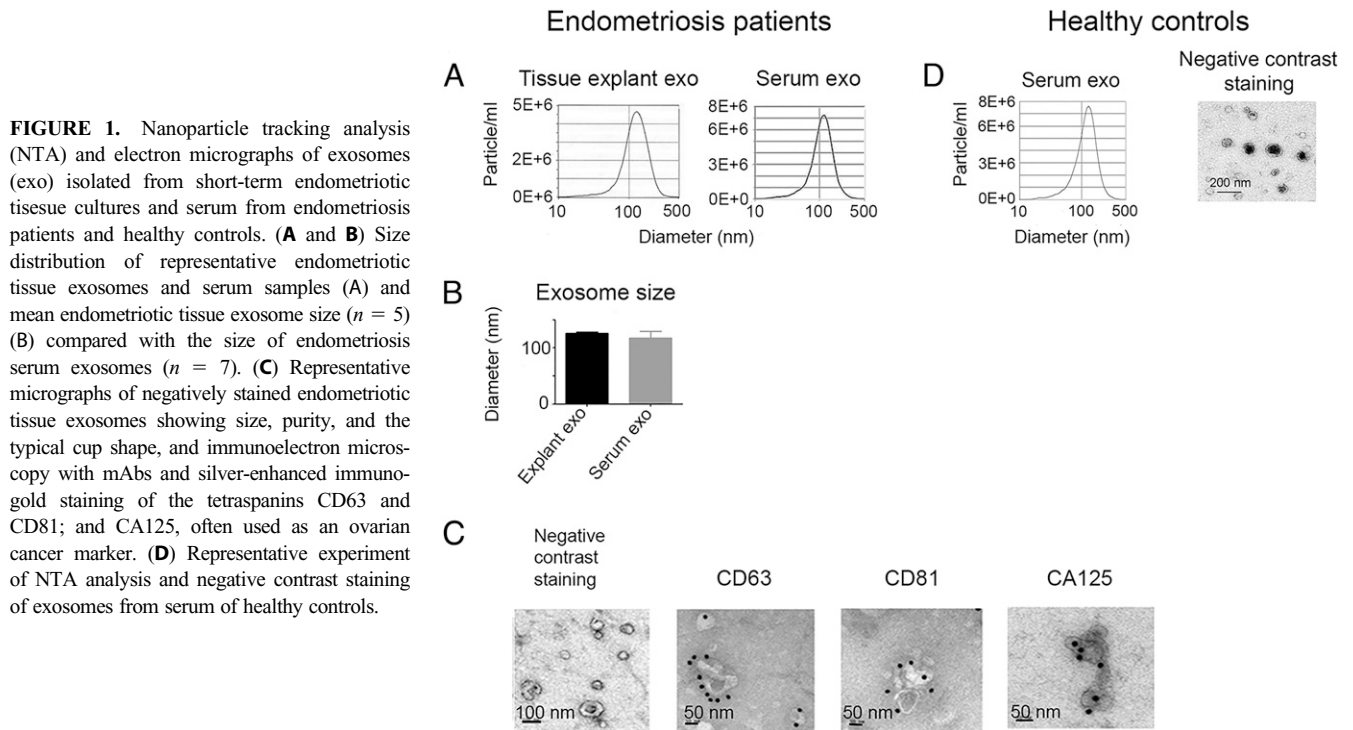 FIGURE 1. Nanoparticle tracking analysis
(NTA) and electron micrographs of exosomes
(exo) isolated from short-term endometriotic
tisesue cultures and serum from endometriosis
patients and healthy controls. (A and B) Size
distribution of representative endometriotic
tissue exosomes and serum samples (A) and
mean endometriotic tissue exosome size (n = 5)
(B) compared with the size of endometriosis
serum exosomes (n = 7). (C) Representative
micrographs of negatively stained endometriotic
tissue exosomes showing size, purity, and the
typical cup shape, and immunoelectron micros-
copy with mAbs and silver-enhanced immuno-
gold staining of the tetraspanins CD63 and
CD81; and CA125, often used as an ovarian
cancer marker. (D) Representative experiment
of NTA analysis and negative contrast staining
of exosomes from serum of healthy controls.
Endometriosis patients
A
Tissue explant exo
Particle/ml
5E+6
2E+6
0E+6
10 100 500
Serum exo
8E+6
6E+6
3E+6
0E+6
10 100 500
Diameter (nm)
Healthy controls
D
Serum exo
Particle/ml
8E+6
6E+6
3E+6
0E+6
10 100 500
Diameter (nm)
Negative contrast
staining
200 nm
B
Exosome size
Diameter (nm)
100
0
Explant exo
Serum exo
C
Negative
contrast
staining
100 nm
CD63
50 nm
CD81
50 nm
CA125
50 nm